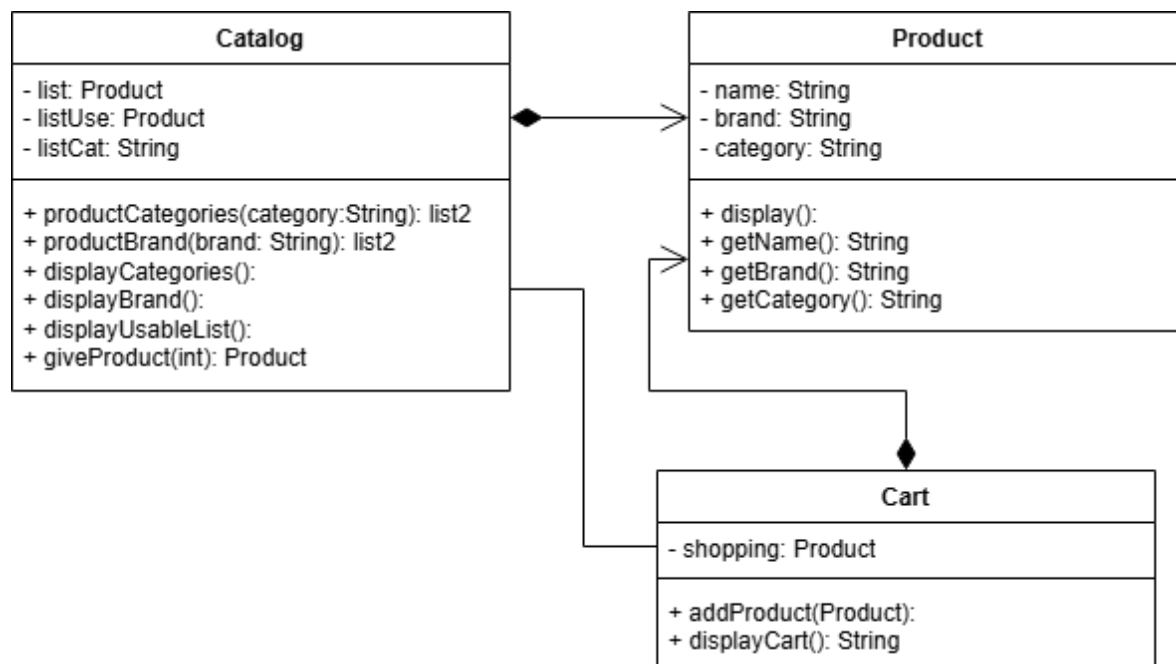 Catalog
- list: Product
- listUse: Product
- listCat: String
+ productCategories(category:String): list2
+ productBrand(brand: String): list2
+ displayCategories():
+ displayBrand():
+ displayUsableList():
+ giveProduct(int): Product
Product
- name: String
- brand: String
- category: String
+ display():
+ getName(): String
+ getBrand(): String
+ getCategory(): String
Cart
- shopping: Product
+ addProduct(Product):
+ displayCart(): String